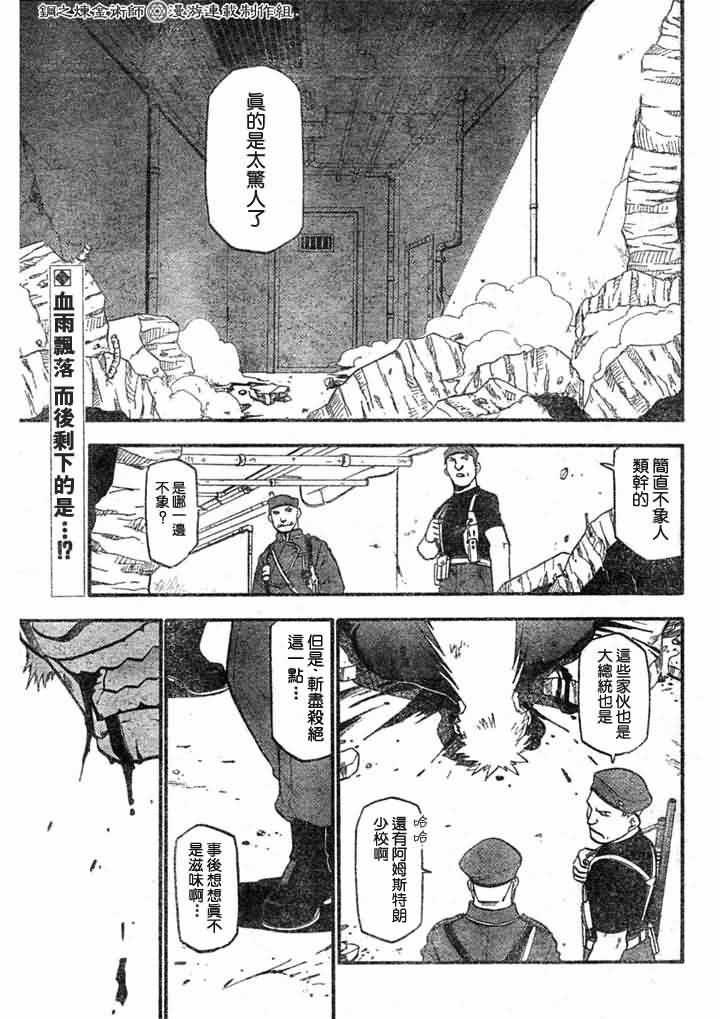 鋼之煉金術師 漫游連載制作組
真的是太驚人了
血雨飄落 而後剩下的是…!?
簡直不象人
類幹的
是哪一邊
不象?
這些家伙也是
大總統也是
還有阿姆斯特朗
少校啊
哈哈
但是、斬盡殺絕
這一點…
事後想想真不
是滋味啊…